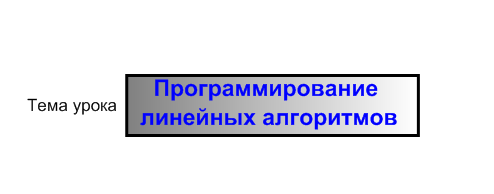 Тема урока
Программирование
линейных алгоритмов